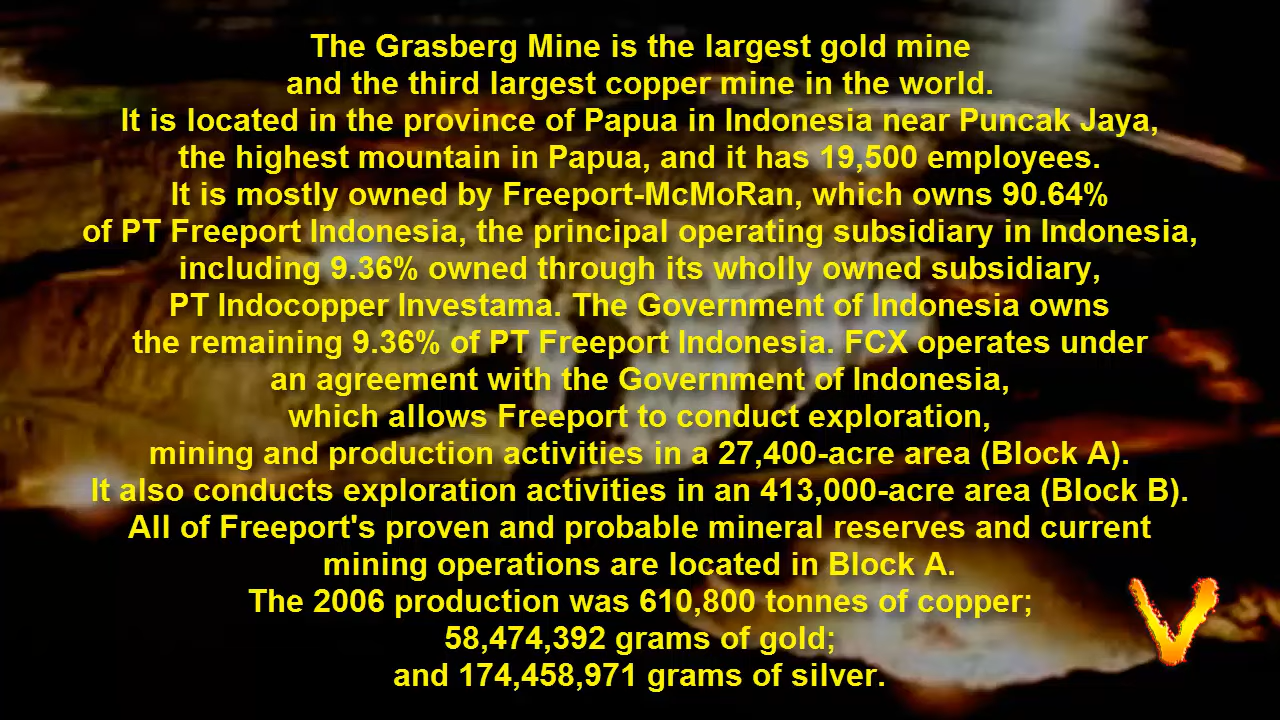 The Grasberg Mine is the largest gold mine
and the third largest copper mine in the world.
It is located in the province of Papua in Indonesia near Puncak Jaya,
the highest mountain in Papua, and it has 19,500 employees.
It is mostly owned by Freeport-McMoRan, which owns 90.64%
of PT Freeport Indonesia, the principal operating subsidiary in Indonesia,
including 9.36% owned through its wholly owned subsidiary,
PT Indocopper Investama. The Government of Indonesia owns
the remaining 9.36% of PT Freeport Indonesia. FCX operates under
an agreement with the Government of Indonesia,
which allows Freeport to conduct exploration,
mining and production activities in a 27,400-acre area (Block A).
It also conducts exploration activities in an 413,000-acre area (Block B).
All of Freeport's proven and probable mineral reserves and current
mining operations are located in Block A.
The 2006 production was 610,800 tonnes of copper;
58,474,392 grams of gold;
and 174,458,971 grams of silver.
V